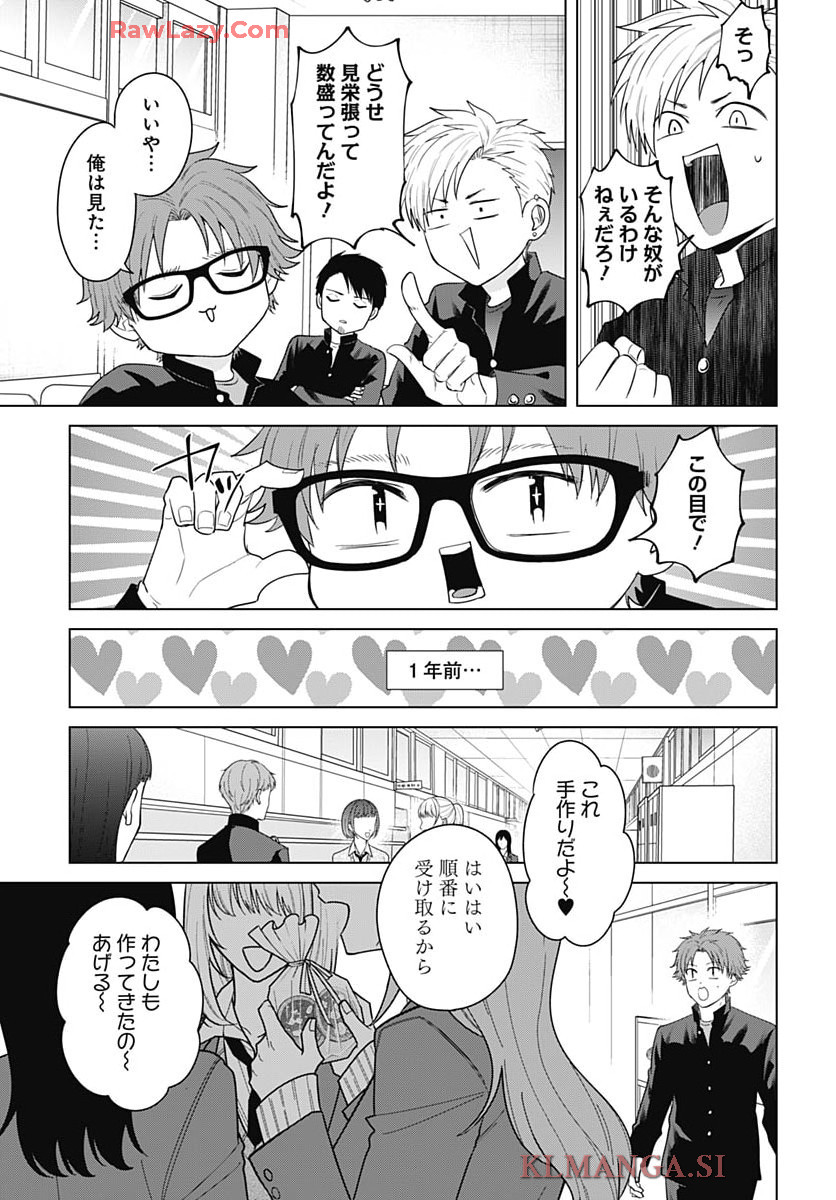 RawLazy.Com
そっ
そんな奴が
いるわけ
ねぇだろ！
どうせ
見栄張って
数盛ってんだよ！
いいや…
俺は見た…
この目で！
ヤッ
1年前…
これ
手作りだよ～♥
はいはい
順番に
受け取るから
わたしも
作ってきたの～
あげる～
KLMANGA.SI